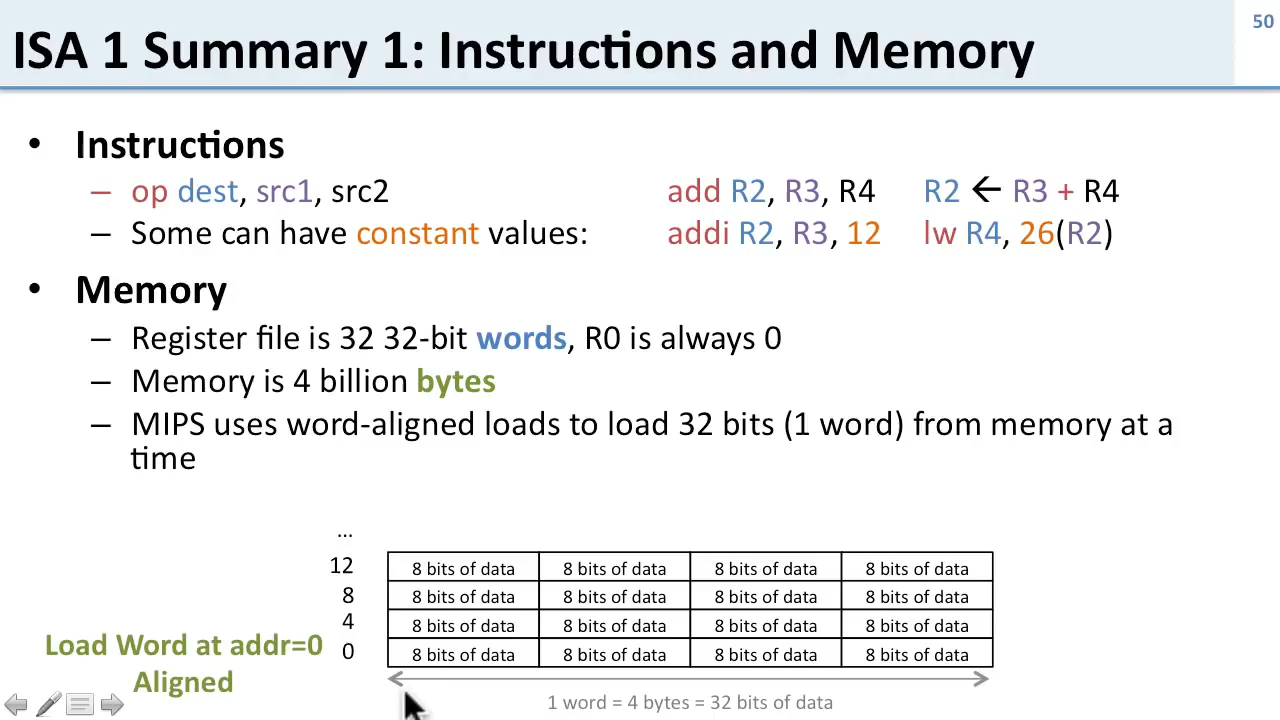 50
ISA 1 Summary 1: Instructions and Memory
• Instructions
– op dest, src1, src2 add R2, R3, R4 R2 ← R3 + R4
– Some can have constant values: addi R2, R3, 12 lw R4, 26(R2)
• Memory
– Register file is 32 32-bit words, R0 is always 0
– Memory is 4 billion bytes
– MIPS uses word-aligned loads to load 32 bits (1 word) from memory at a
time
...
12 8 bits of data 8 bits of data 8 bits of data 8 bits of data
8 8 bits of data 8 bits of data 8 bits of data 8 bits of data
4 8 bits of data 8 bits of data 8 bits of data 8 bits of data
Load Word at addr=0 0 8 bits of data 8 bits of data 8 bits of data 8 bits of data
Aligned
1 word = 4 bytes = 32 bits of data